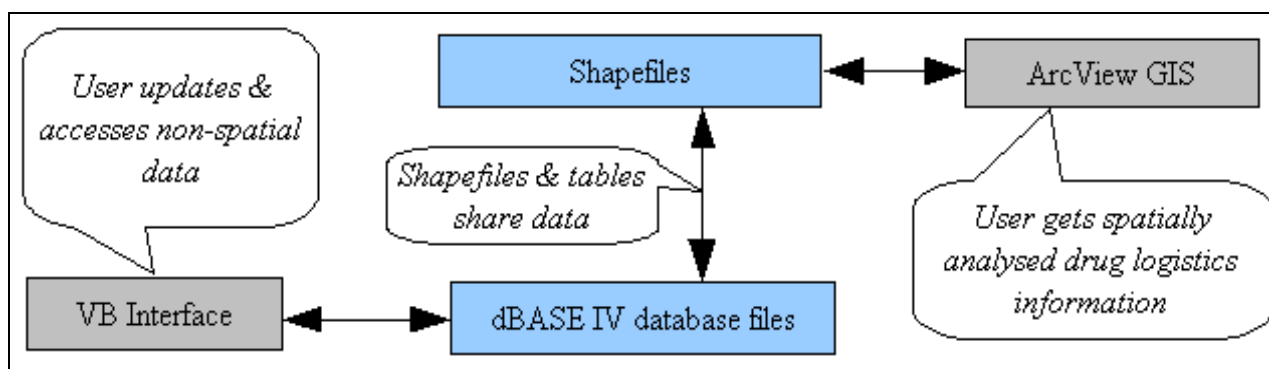 User updates &
accesses non-spatial
data
Shapefiles
ArcView GIS
Shapefiles & tables
share data
User gets spatially
analysed drug logistics
information
VB Interface
dBASE IV database files